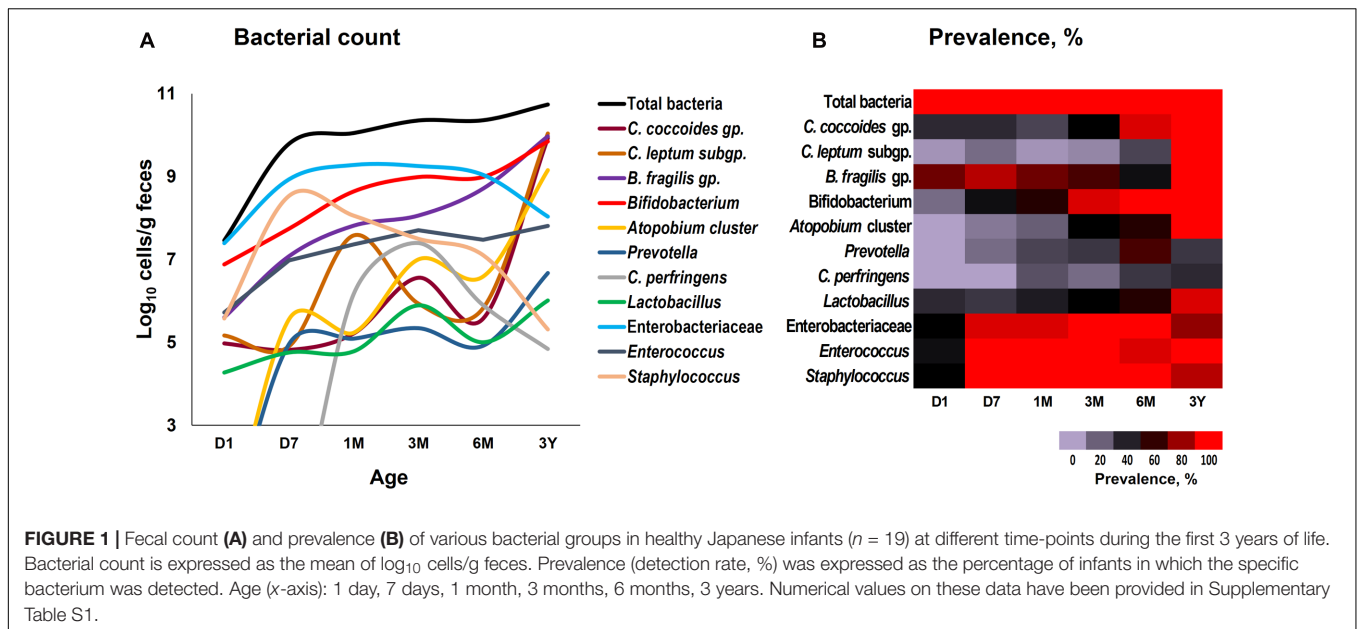 A Bacterial count
11
9
7
5
3
Log10 cells/g feces
D1 D7 1M 3M 6M 3Y
Age
Total bacteria
C. coccoides gp.
C. leptum subgp.
B. fragilis gp.
Bifidobacterium
Atopobium cluster
Prevotella
C. perfringens
Lactobacillus
Enterobacteriaceae
Enterococcus
Staphylococcus
B Prevalence, %
Total bacteria
C. coccoides gp.
C. leptum subgp.
B. fragilis gp.
Bifidobacterium
Atopobium cluster
Prevotella
C. perfringens
Lactobacillus
Enterobacteriaceae
Enterococcus
Staphylococcus
D1 D7 1M 3M 6M 3Y
0 20 40 60 80 100
Prevalence, %
FIGURE 1 | Fecal count (A) and prevalence (B) of various bacterial groups in healthy Japanese infants (n = 19) at different time-points during the first 3 years of life.
Bacterial count is expressed as the mean of log10 cells/g feces. Prevalence (detection rate, %) was expressed as the percentage of infants in which the specific
bacterium was detected. Age (x-axis): 1 day, 7 days, 1 month, 3 months, 6 months, 3 years. Numerical values on these data have been provided in Supplementary
Table S1.